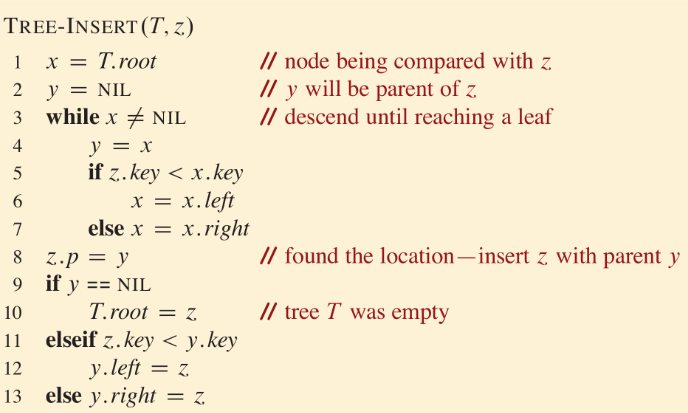 TREE-INSERT(T, z)
1 x = T.root // node being compared with z
2 y = NIL // y will be parent of z
3 while x ≠ NIL // descend until reaching a leaf
4 y = x
5 if z.key < x.key
6 x = x.left
7 else x = x.right
8 z.p = y // found the location—insert z with parent y
9 if y == NIL
10 T.root = z // tree T was empty
11 elseif z.key < y.key
12 y.left = z
13 else y.right = z